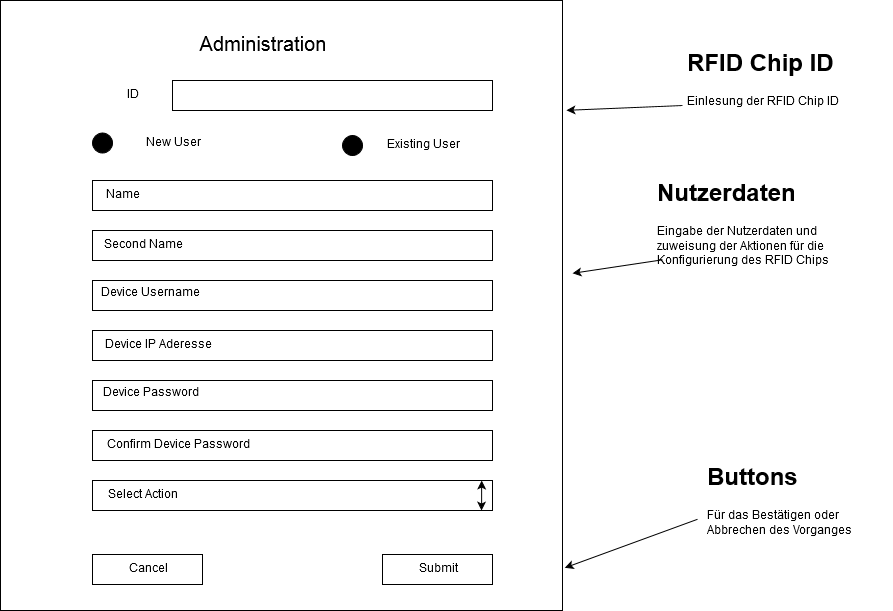 Administration
ID
New User
Existing User
Name
Second Name
Device Username
Device IP Aderesse
Device Password
Confirm Device Password
Select Action
Cancel
Submit
RFID Chip ID
Einlesung der RFID Chip ID
Nutzerdaten
Eingabe der Nutzerdaten und
zuweisung der Aktionen für die
Konfigurierung des RFID Chips
Buttons
Für das Bestätigen oder
Abbrechen des Vorganges